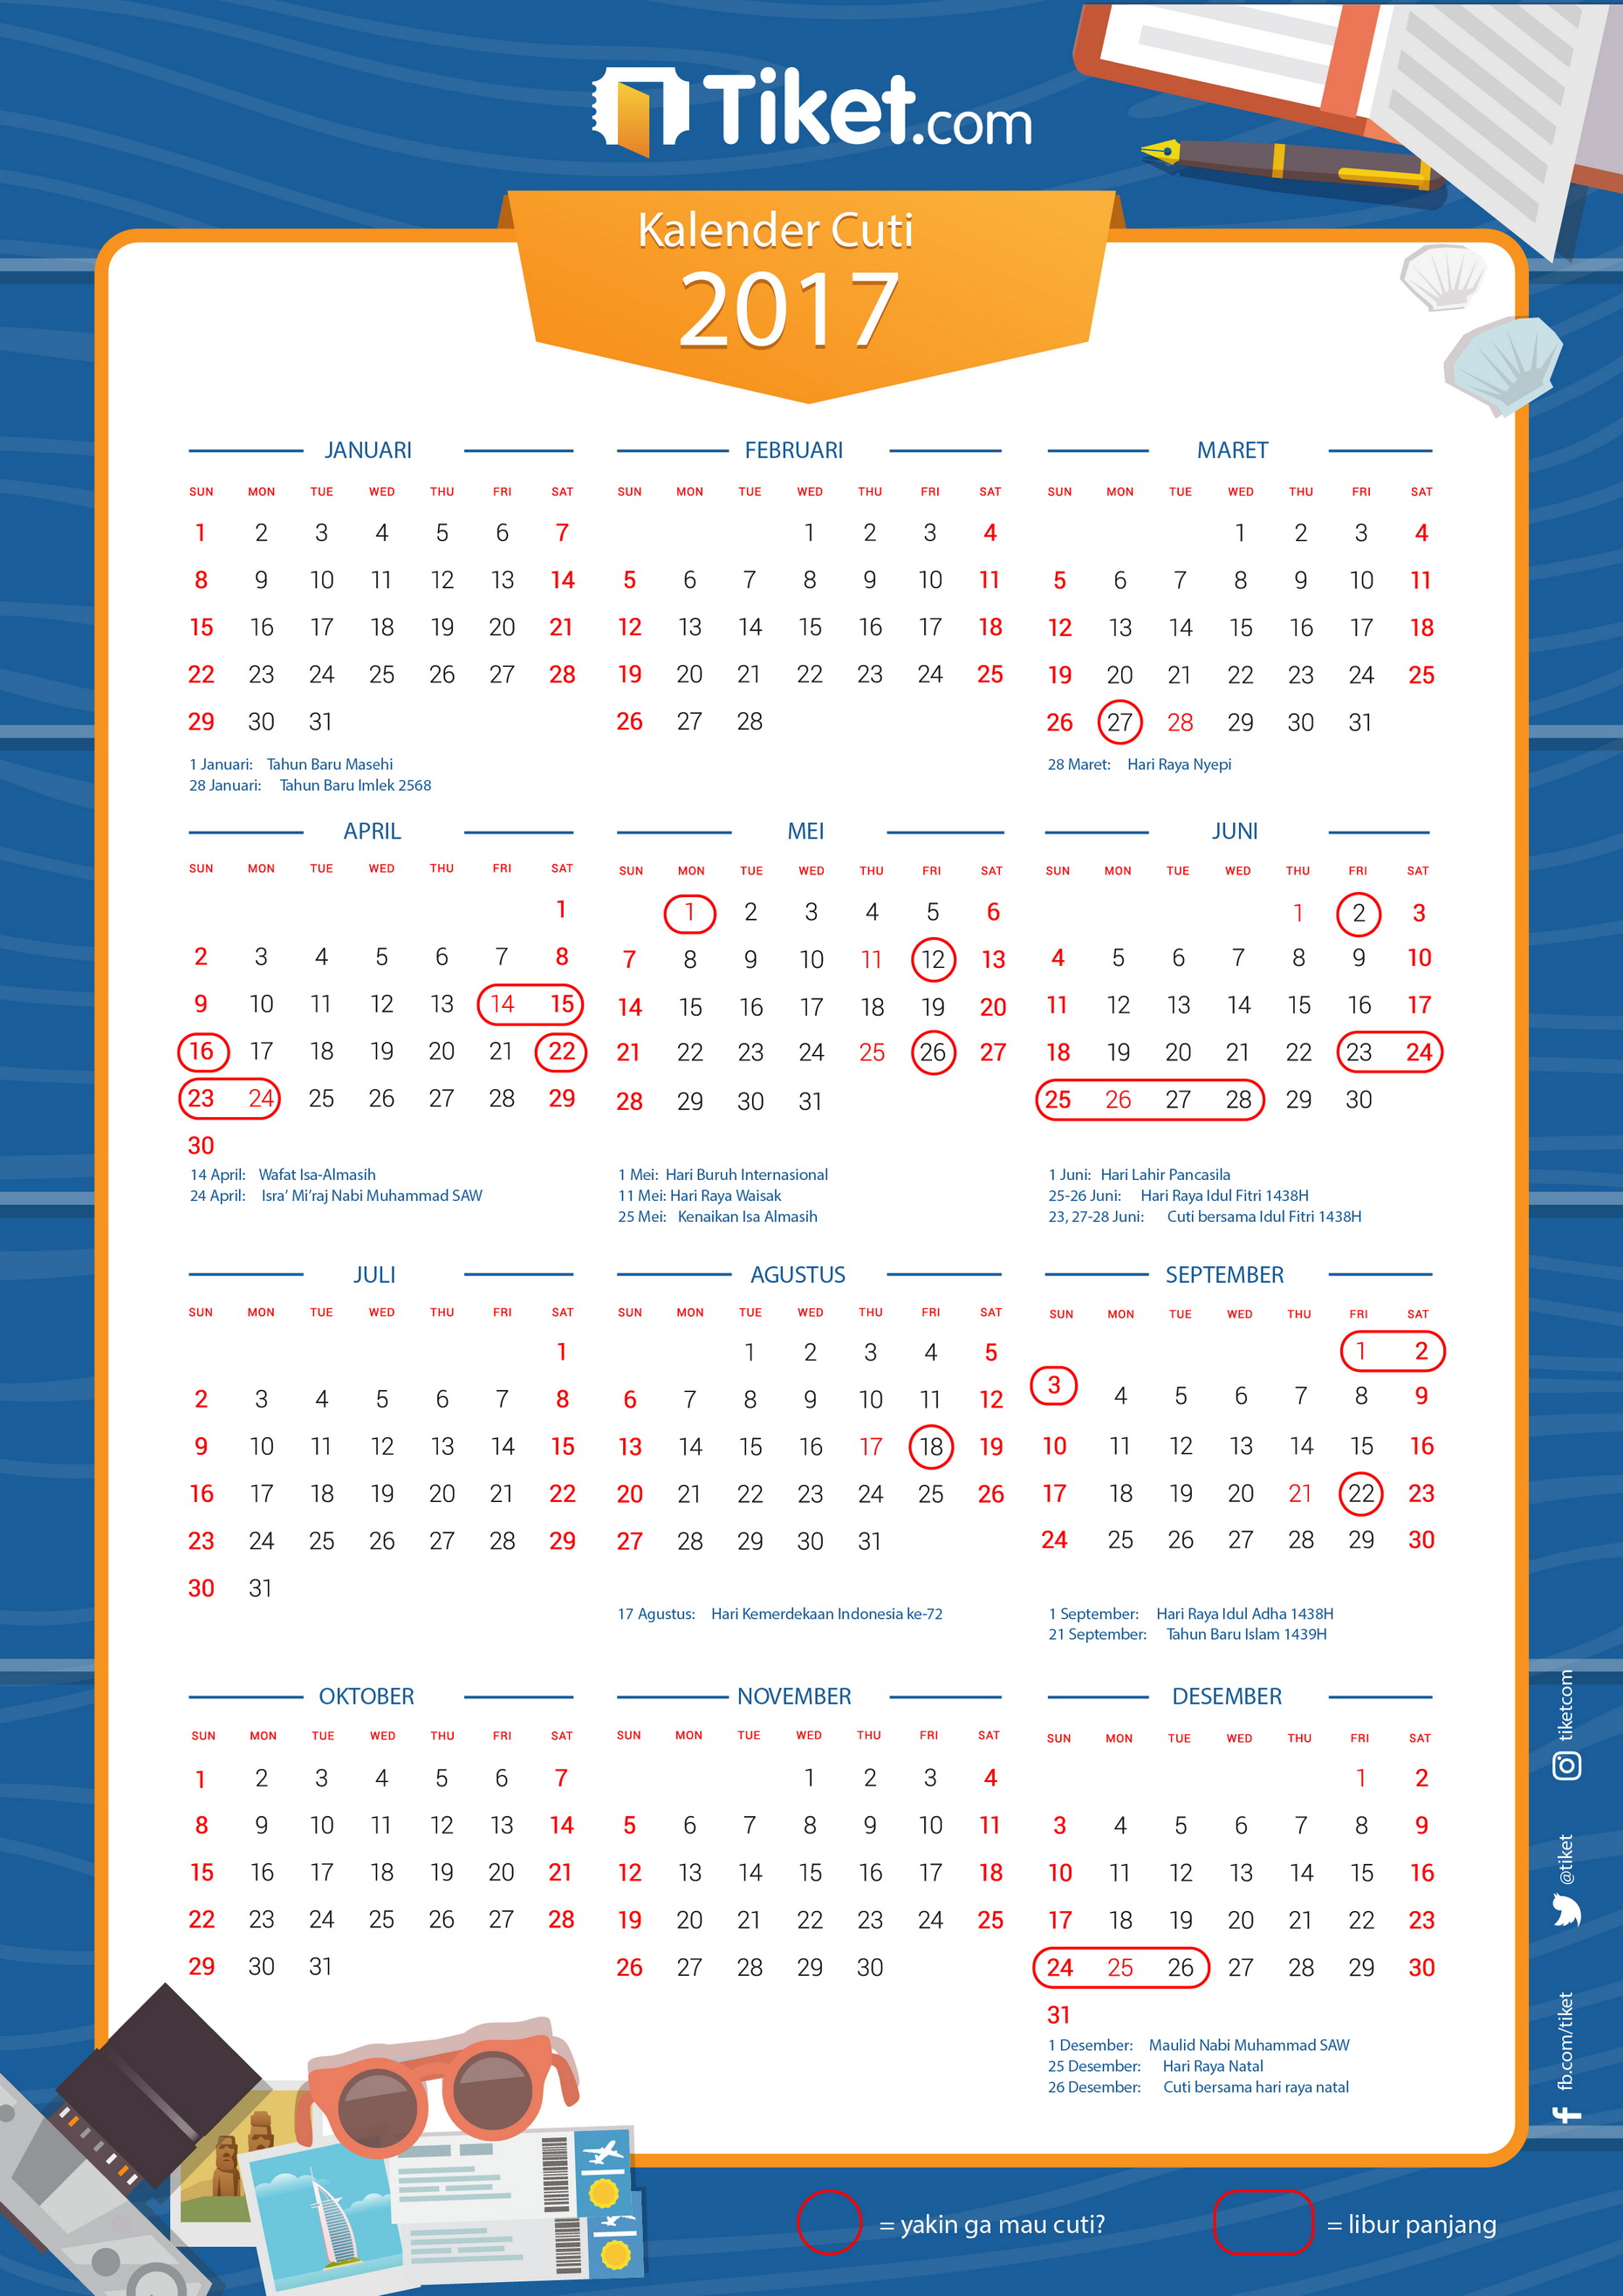 Tiket.com
Kalender Cuti
2017
JANUARI
SUN MON TUE WED THU FRI SAT
1 2 3 4 5 6 7
8 9 10 11 12 13 14
15 16 17 18 19 20 21
22 23 24 25 26 27 28
29 30 31
1 Januari: Tahun Baru Masehi
28 Januari: Tahun Baru Imlek 2568
FEBRUARI
SUN MON TUE WED THU FRI SAT
1 2 3 4
5 6 7 8 9 10 11
12 13 14 15 16 17 18
19 20 21 22 23 24 25
26 27 28
MARET
SUN MON TUE WED THU FRI SAT
1 2 3 4
5 6 7 8 9 10 11
12 13 14 15 16 17 18
19 20 21 22 23 24 25
26 27 28 29 30 31
28 Maret: Hari Raya Nyepi
APRIL
SUN MON TUE WED THU FRI SAT
1
2 3 4 5 6 7 8
9 10 11 12 13 14 15
16 17 18 19 20 21 22
23 24 25 26 27 28 29
30
14 April: Wafat Isa-Almasih
24 April: Isra' Mi'raj Nabi Muhammad SAW
MEI
SUN MON TUE WED THU FRI SAT
1 2 3 4 5 6
7 8 9 10 11 12 13
14 15 16 17 18 19 20
21 22 23 24 25 26 27
28 29 30 31
1 Mei: Hari Buruh Internasional
11 Mei: Hari Raya Waisak
25 Mei: Kenaikan Isa Almasih
JUNI
SUN MON TUE WED THU FRI SAT
1 2 3
4 5 6 7 8 9 10
11 12 13 14 15 16 17
18 19 20 21 22 23 24
25 26 27 28 29 30
1 Juni: Hari Lahir Pancasila
25-26 Juni: Hari Raya Idul Fitri 1438H
23, 27-28 Juni: Cuti bersama Idul Fitri 1438H
JULI
SUN MON TUE WED THU FRI SAT
1
2 3 4 5 6 7 8
9 10 11 12 13 14 15
16 17 18 19 20 21 22
23 24 25 26 27 28 29
30 31
AGUSTUS
SUN MON TUE WED THU FRI SAT
1 2 3 4 5
6 7 8 9 10 11 12
13 14 15 16 17 18 19
20 21 22 23 24 25 26
27 28 29 30 31
17 Agustus: Hari Kemerdekaan Indonesia ke-72
SEPTEMBER
SUN MON TUE WED THU FRI SAT
1 2
3 4 5 6 7 8 9
10 11 12 13 14 15 16
17 18 19 20 21 22 23
24 25 26 27 28 29 30
1 September: Hari Raya Idul Adha 1438H
21 September: Tahun Baru Islam 1439H
OKTOBER
SUN MON TUE WED THU FRI SAT
1 2 3 4 5 6 7
8 9 10 11 12 13 14
15 16 17 18 19 20 21
22 23 24 25 26 27 28
29 30 31
NOVEMBER
SUN MON TUE WED THU FRI SAT
1 2 3 4
5 6 7 8 9 10 11
12 13 14 15 16 17 18
19 20 21 22 23 24 25
26 27 28 29 30
DESEMBER
SUN MON TUE WED THU FRI SAT
1 2
3 4 5 6 7 8 9
10 11 12 13 14 15 16
17 18 19 20 21 22 23
24 25 26 27 28 29 30
31
1 Desember: Maulid Nabi Muhammad SAW
25 Desember: Hari Raya Natal
26 Desember: Cuti bersama hari raya natal
tiketcom
@tiket
fb.com/tiket
= yakin ga mau cuti?
= libur panjang